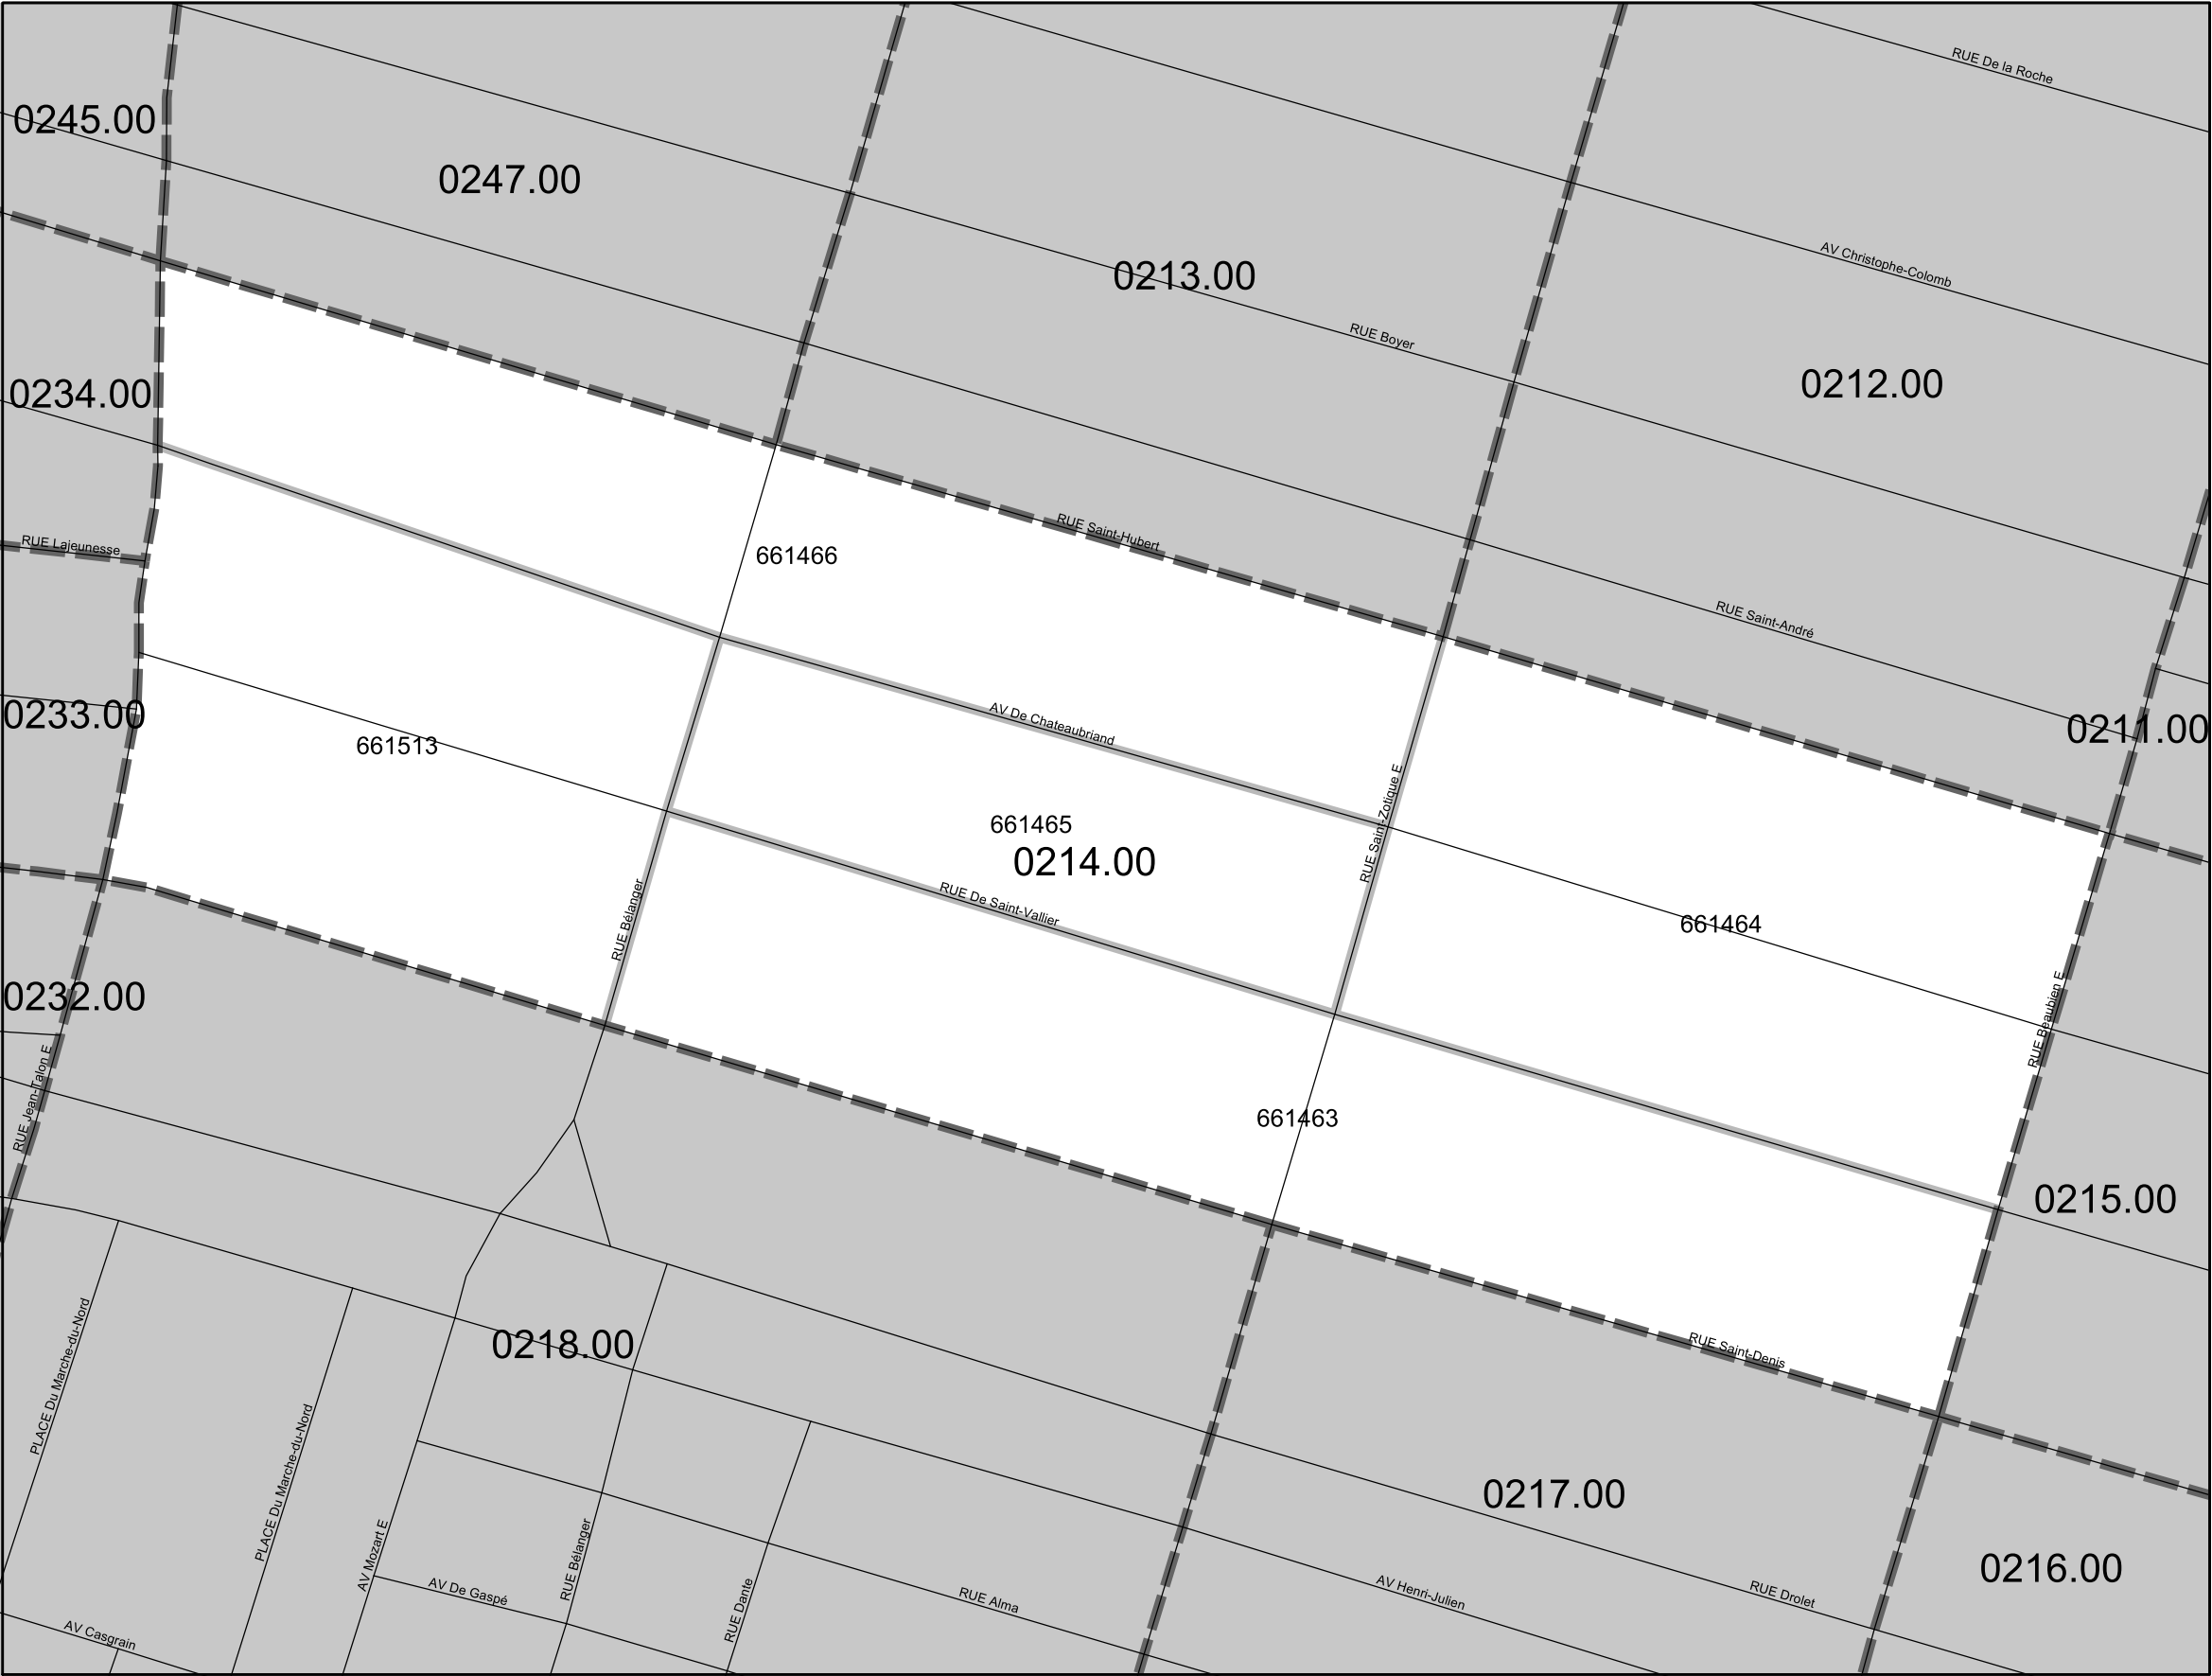 RUE De la Roche
0245.00
0247.00
AV Christophe-Colomb
0213.00
RUE Boyer
0212.00
0234.00
RUE Saint-Hubert
RUE Lajeunesse
661466
RUE Saint-André
0233.00
AV De Chateaubriand
0211.00
661513
RUE Saint-Zotique E
661465
0214.00
RUE De Saint-Vallier
RUE Bélanger
661464
0232.00
RUE Beaubien E
RUE Jean-Talon E
661463
0215.00
PLACE Du Marche-du-Nord
0218.00
RUE Saint-Denis
PLACE Du Marche-du-Nord
0217.00
AV Mozart E
RUE Bélanger
0216.00
AV De Gaspé
RUE Dante
RUE Alma
AV Henri-Julien
RUE Drolet
AV Casgrain